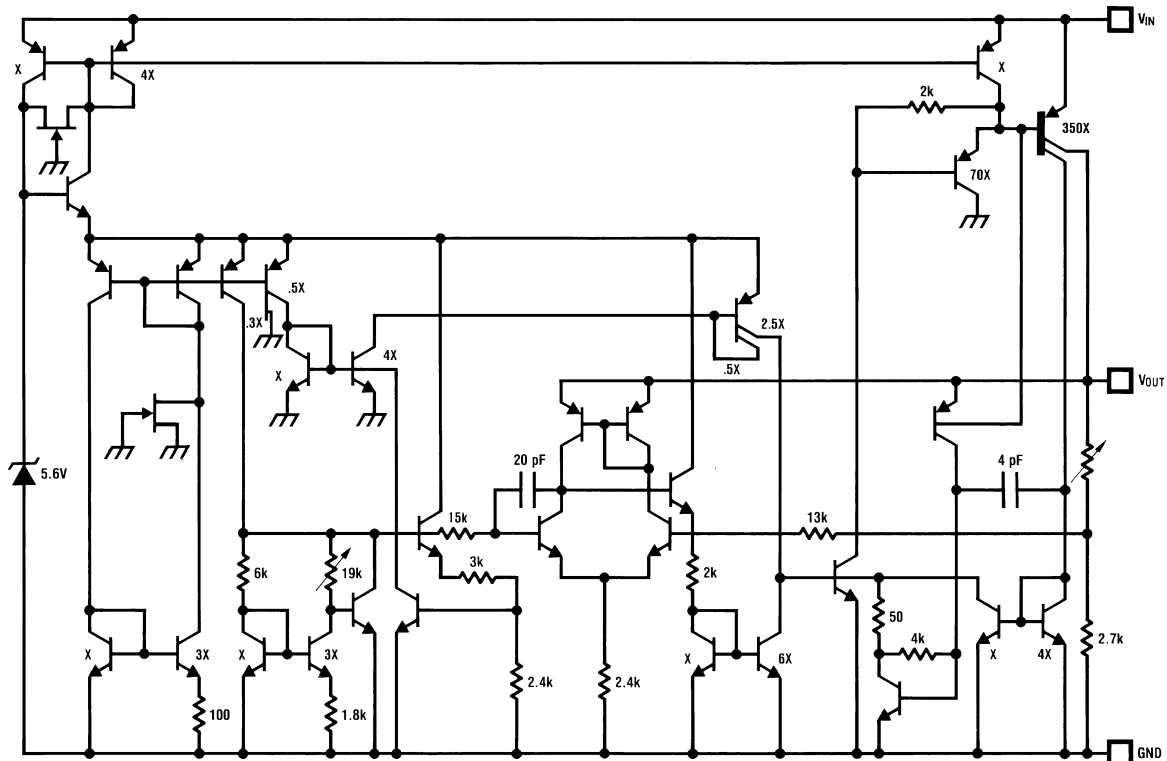 VIN
X
4X
X
2k
350X
70X
.5X
.3X
4X
2.5X
X
.5X
VOUT
5.6V
20 pF
4 pF
15k
13k
3k
6k
19k
2k
50
4k
X
3X
X
3X
X
6X
X
4X
2.7k
2.4k
2.4k
100
1.8k
GND